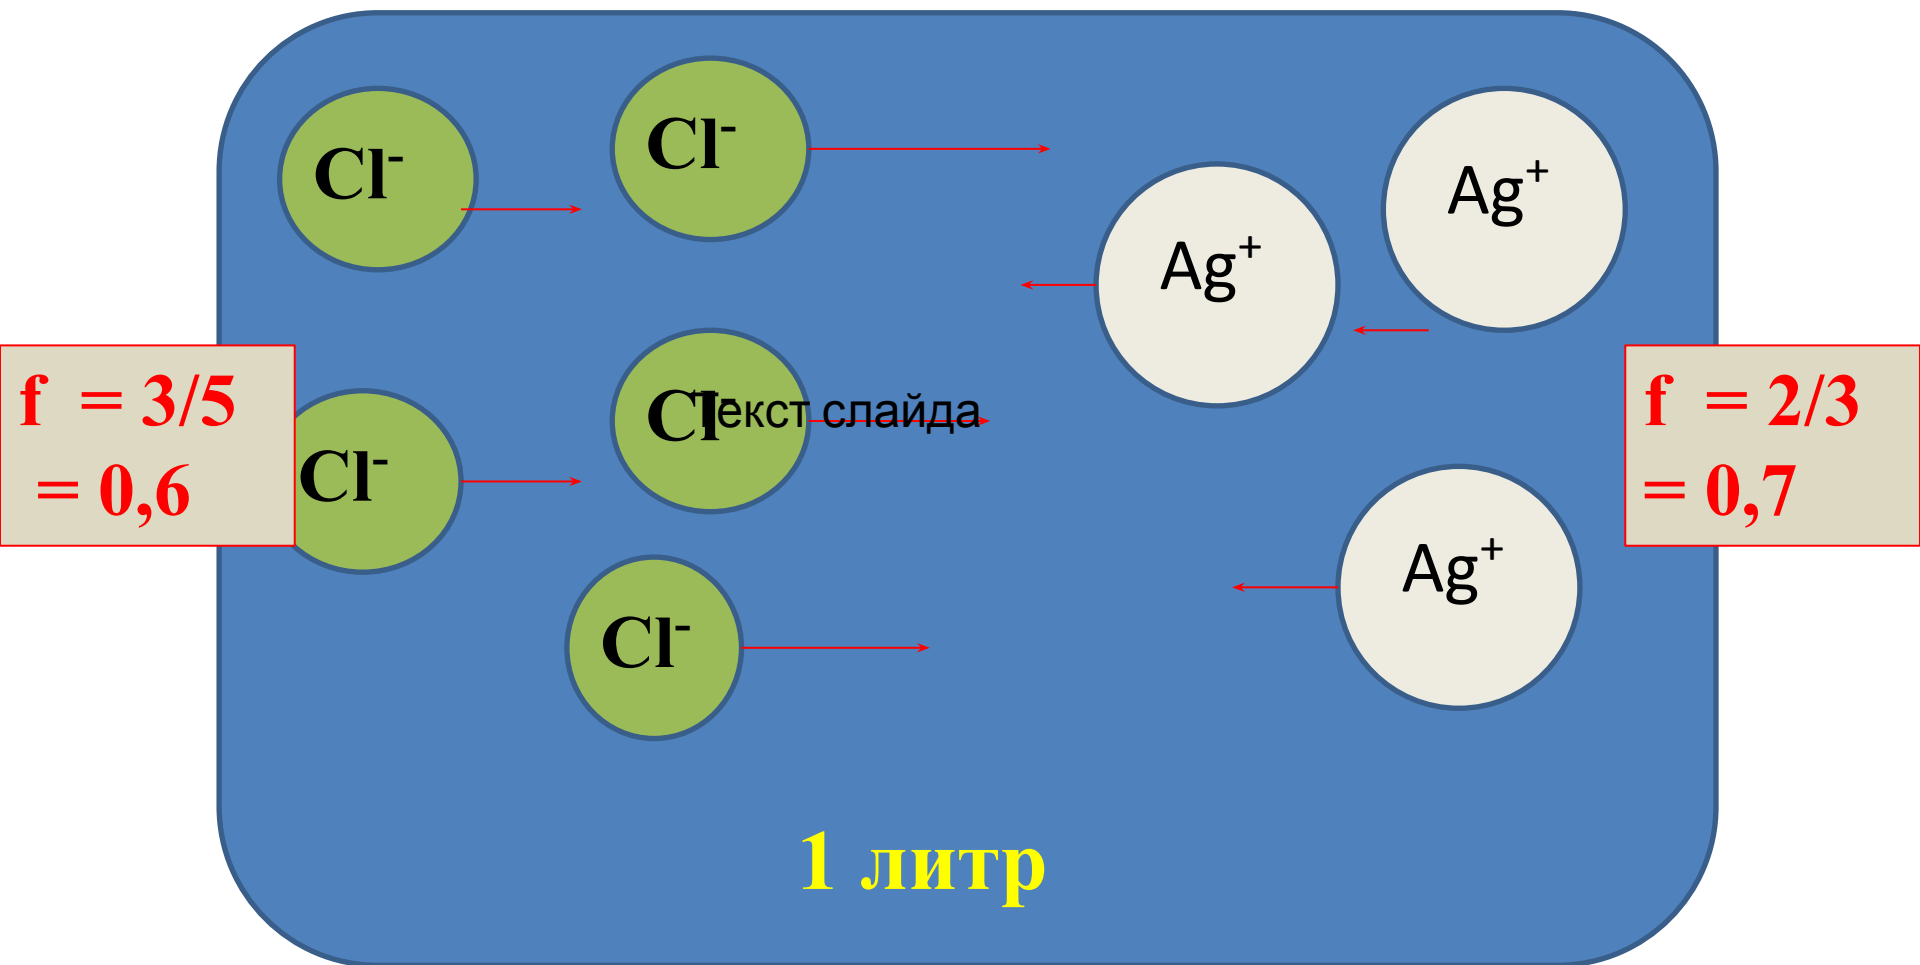 Cl-
Cl-
Ag+
Ag+
f = 3/5
= 0,6
Cl-
Текст слайда
Cl-
f = 2/3
= 0,7
Ag+
Cl-
1 литр